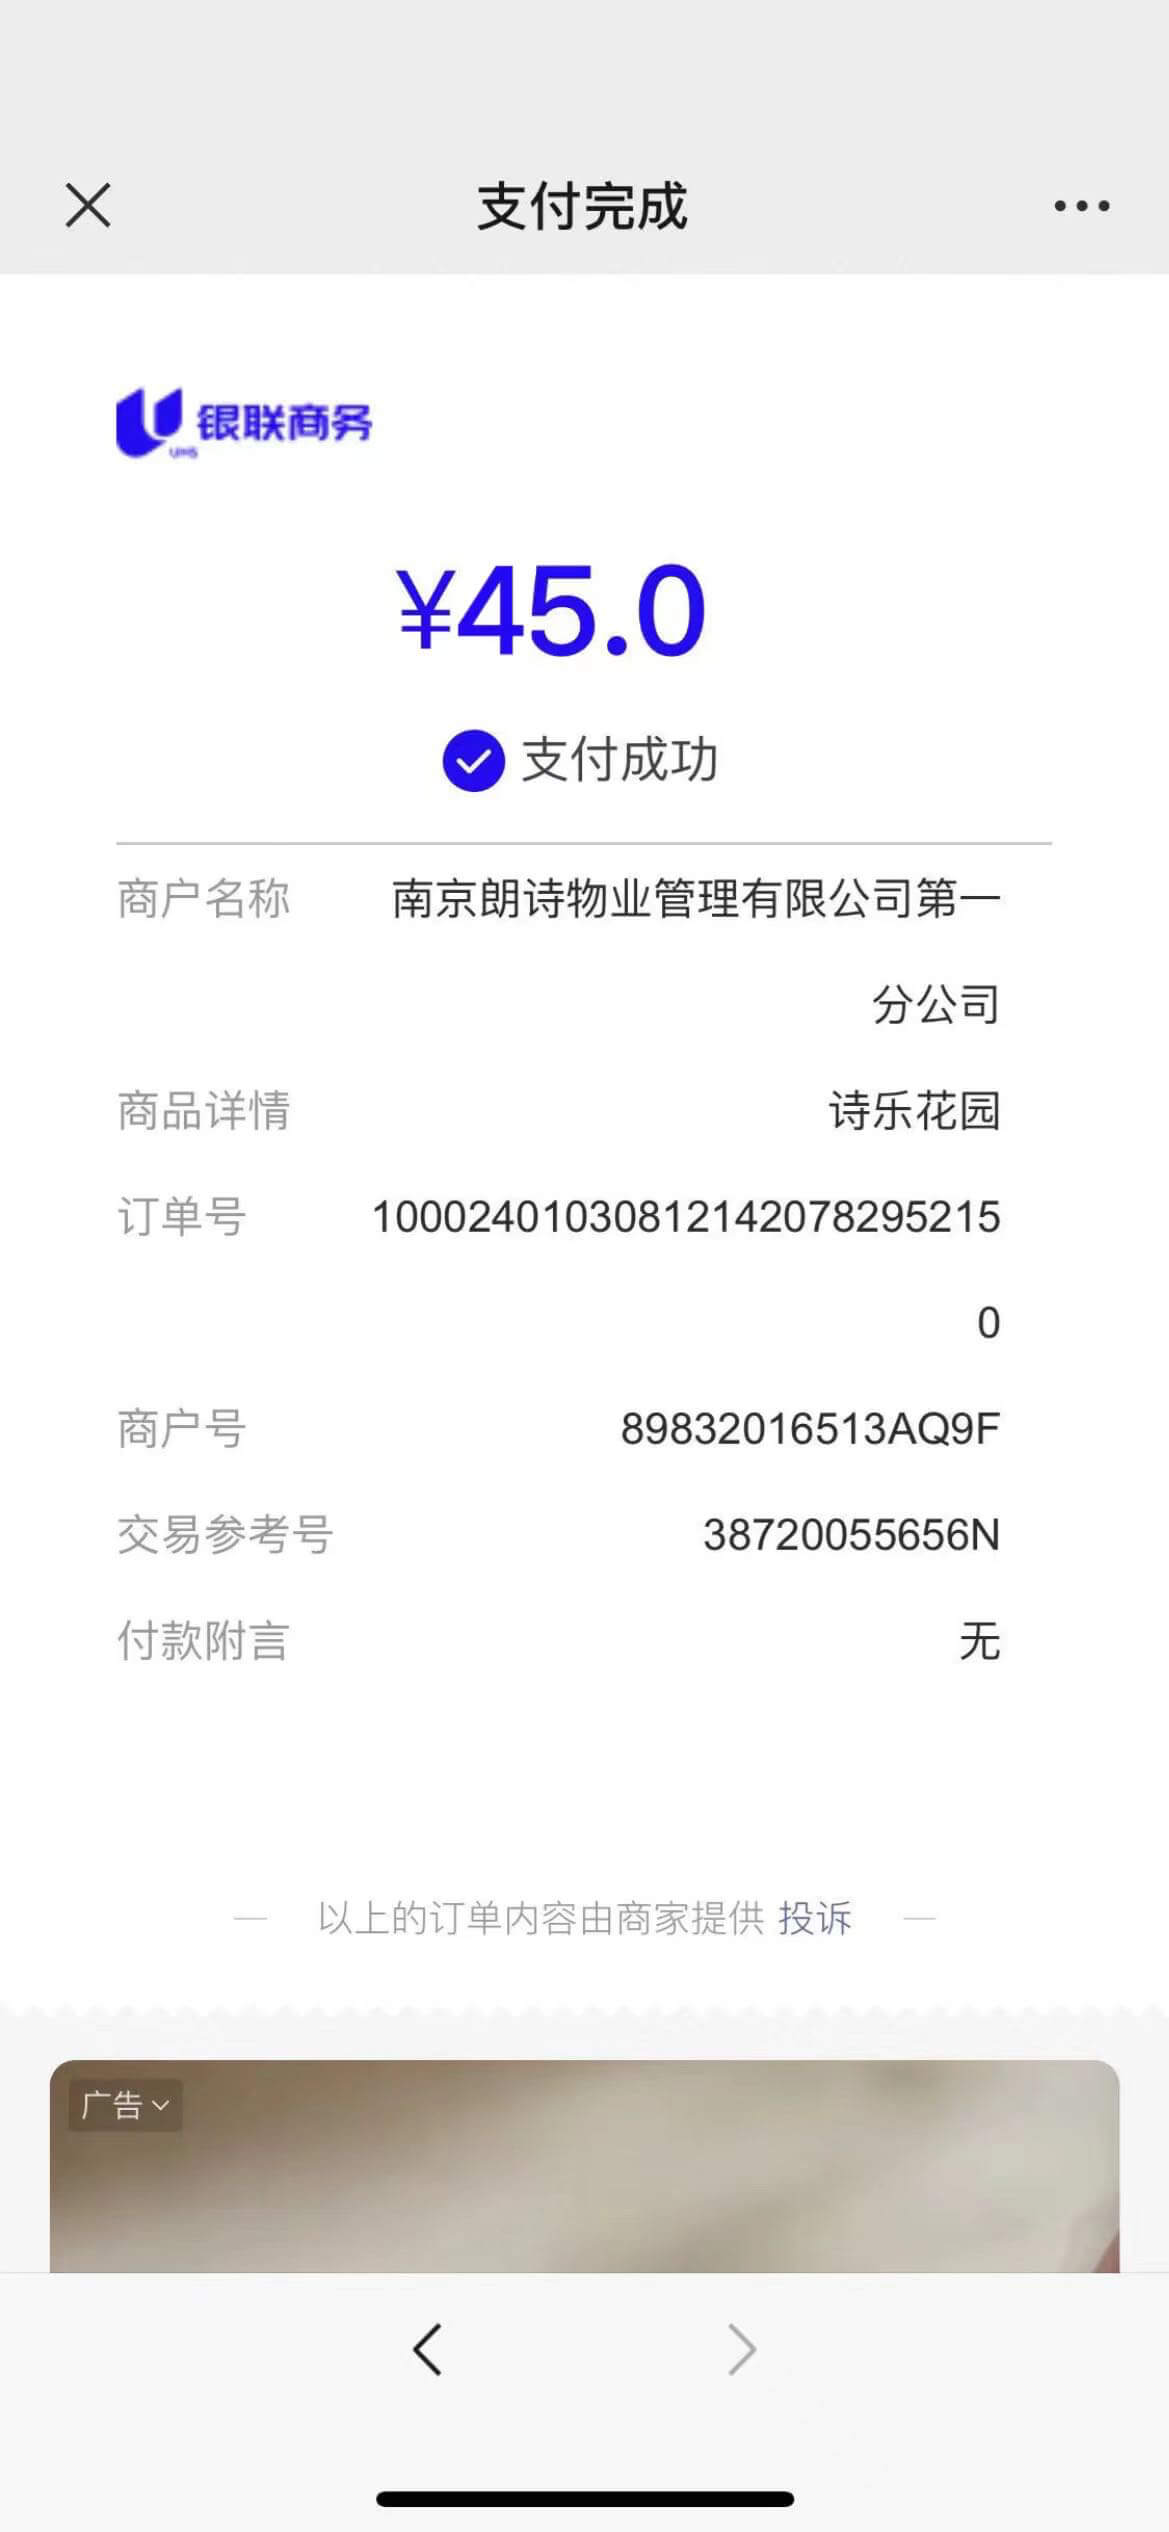 支付完成
银联商务
UMS
¥45.0
支付成功
商户名称 南京朗诗物业管理有限公司第一
分公司
商品详情 诗乐花园
订单号 10002401030812142078295215
0
商户号 89832016513AQ9F
交易参考号 38720055656N
付款附言 无
以上的订单内容由商家提供 投诉
广告